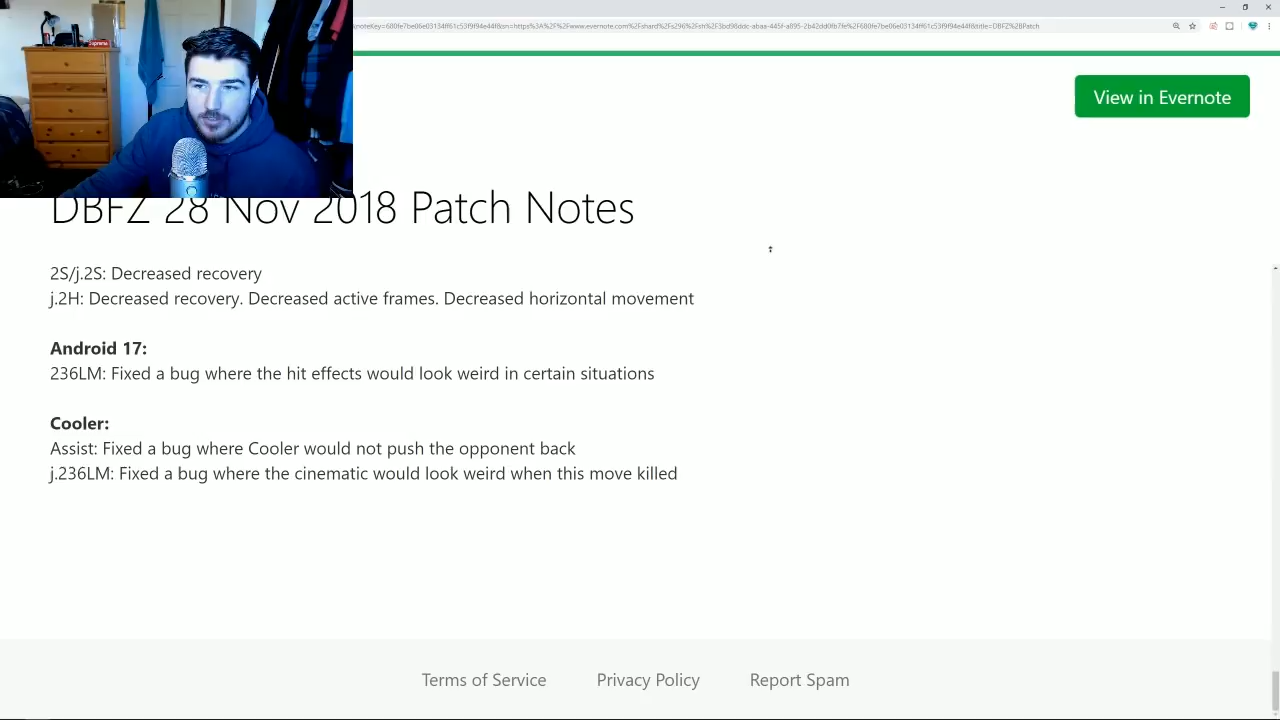 View in Evernote
DBFZ 28 Nov 2018 Patch Notes
2S/j.2S: Decreased recovery
j.2H: Decreased recovery. Decreased active frames. Decreased horizontal movement
Android 17:
236LM: Fixed a bug where the hit effects would look weird in certain situations
Cooler:
Assist: Fixed a bug where Cooler would not push the opponent back
j.236LM: Fixed a bug where the cinematic would look weird when this move killed
Terms of Service
Privacy Policy
Report Spam